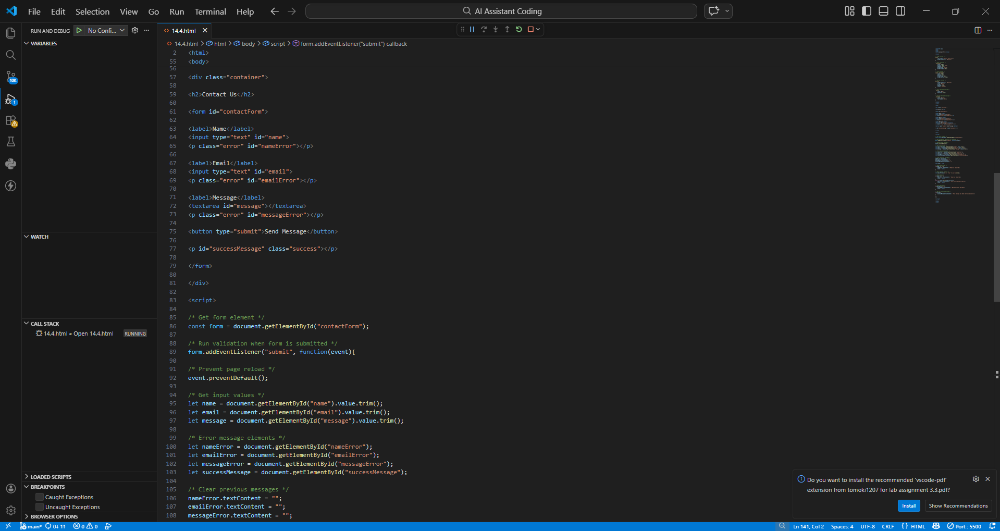 File Edit Selection View Go Run Terminal Help
AI Assistant Coding
RUN AND DEBUG No Confi...
14.4.html
14.4.html > html > body > script > form.addEventListener("submit") callback
VARIABLES
WATCH
CALL STACK
14.4.html « Open 14.4.html RUNNING
LOADED SCRIPTS
BREAKPOINTS
Caught Exceptions
Uncaught Exceptions
BROWSER OPTIONS
10K
1
2 <html>
55 <body>
56
57 <div class="container">
58
59 <h2>Contact Us</h2>
60
61 <form id="contactForm">
62
63 <label>Name</label>
64 <input type="text" id="name">
65 <p class="error" id="nameError"></p>
66
67 <label>Email</label>
68 <input type="text" id="email">
69 <p class="error" id="emailError"></p>
70
71 <label>Message</label>
72 <textarea id="message"></textarea>
73 <p class="error" id="messageError"></p>
74
75 <button type="submit">Send Message</button>
76
77 <p id="successMessage" class="success"></p>
78
79 </form>
80
81 </div>
82
83 <script>
84
85 /* Get form element */
86 const form = document.getElementById("contactForm");
87
88 /* Run validation when form is submitted */
89 form.addEventListener("submit", function(event){
90
91 /* Prevent page reload */
92 event.preventDefault();
93
94 /* Get input values */
95 let name = document.getElementById("name").value.trim();
96 let email = document.getElementById("email").value.trim();
97 let message = document.getElementById("message").value.trim();
98
99 /* Error message elements */
100 let nameError = document.getElementById("nameError");
101 let emailError = document.getElementById("emailError");
102 let messageError = document.getElementById("messageError");
103 let successMessage = document.getElementById("successMessage");
104
105 /* Clear previous messages */
106 nameError.textContent = "";
107 emailError.textContent = "";
108 messageError.textContent = "";
Do you want to install the recommended 'vscode-pdf'
extension from tomoki1207 for lab assignment 3.3.pdf?
Install Show Recommendations
main* 0↓ 1↑ 0 0 Ln 141, Col 2 Spaces: 4 UTF-8 CRLF { } HTML Port : 5500